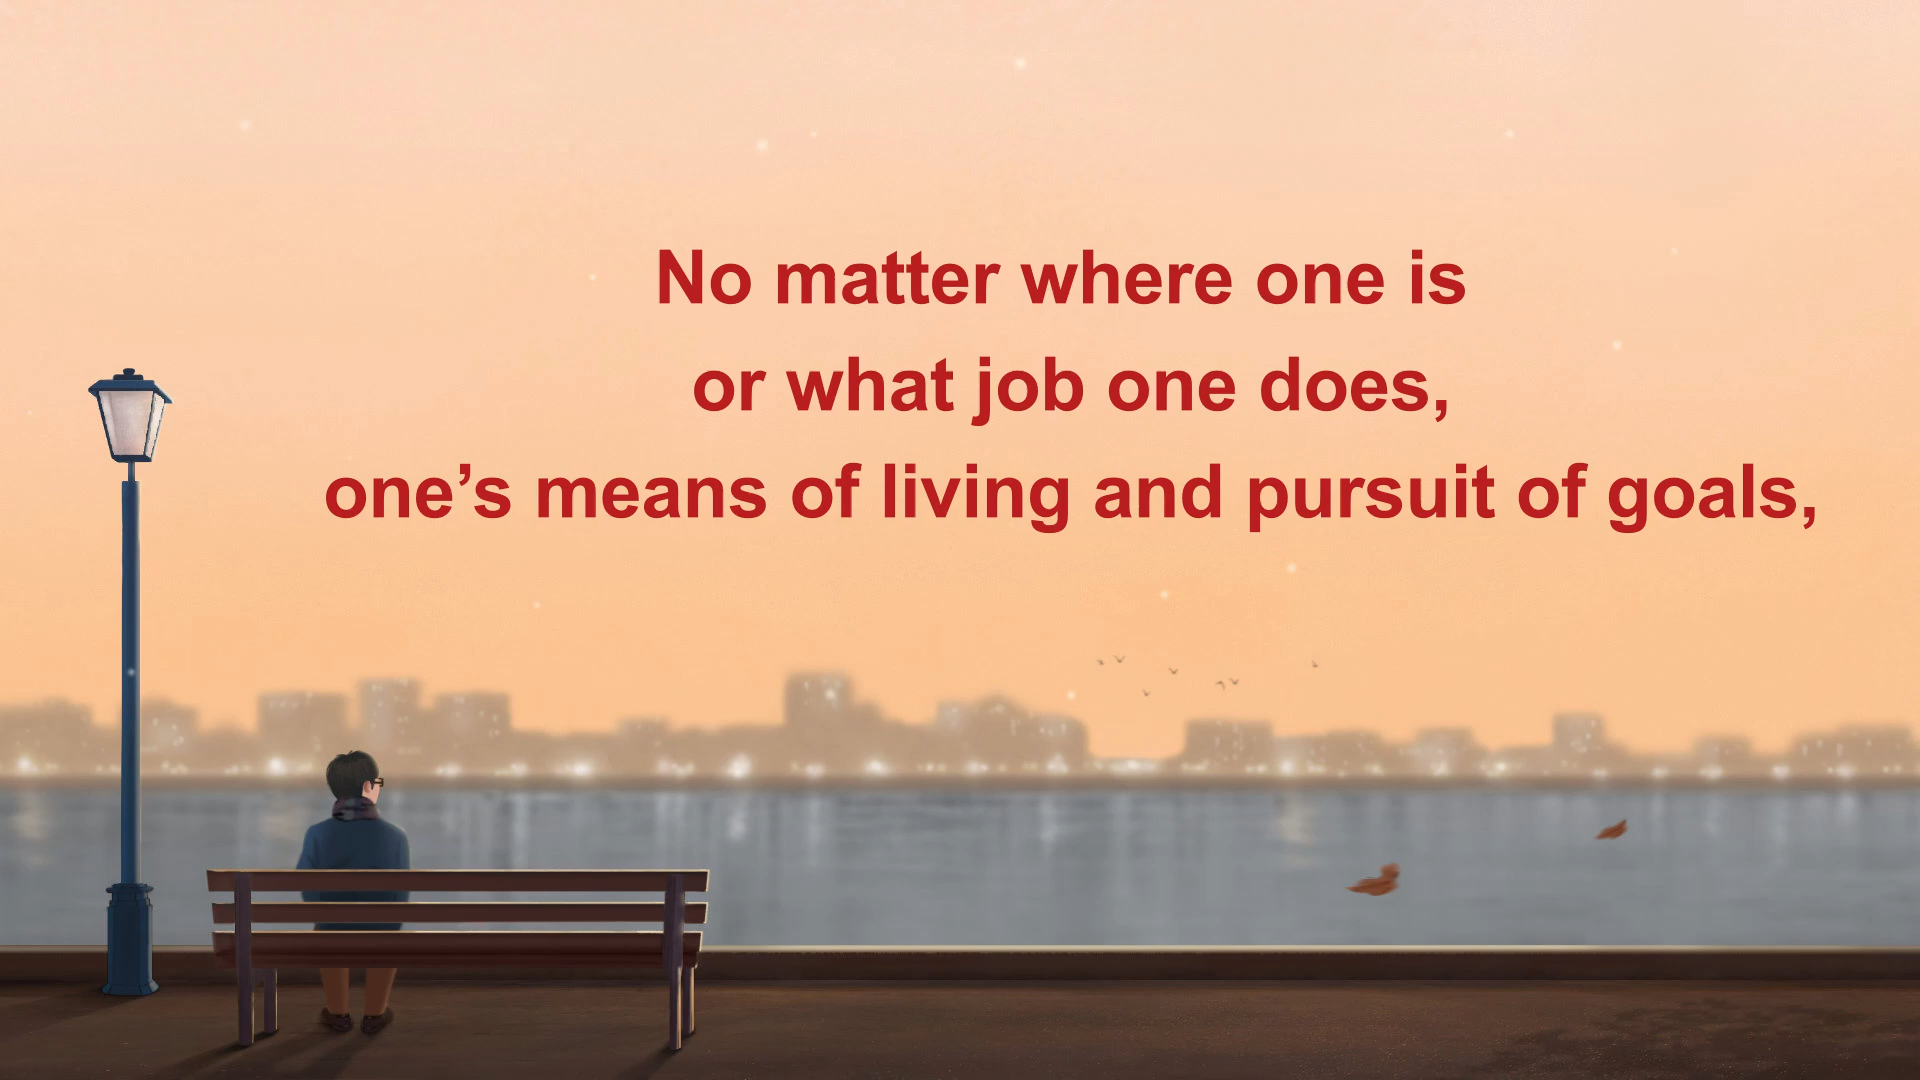 No matter where one is
or what job one does,
one’s means of living and pursuit of goals,